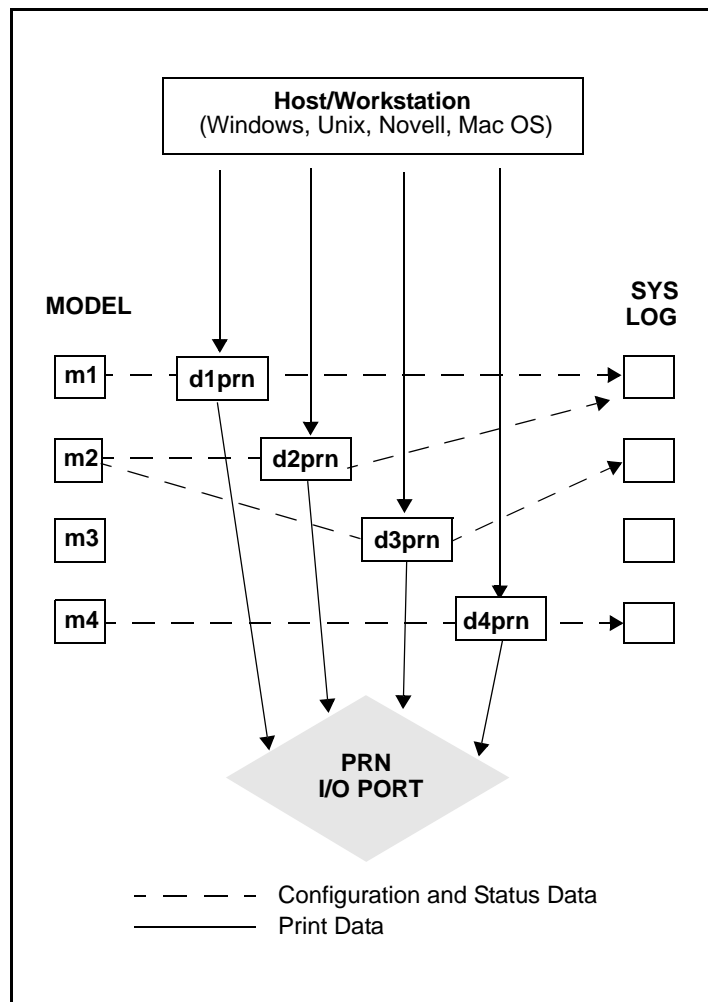 Host/Workstation
(Windows, Unix, Novell, Mac OS)
MODEL
SYS
LOG
m1
d1prn
m2
d2prn
m3
d3prn
m4
d4prn
PRN
I/O PORT
Configuration and Status Data
Print Data